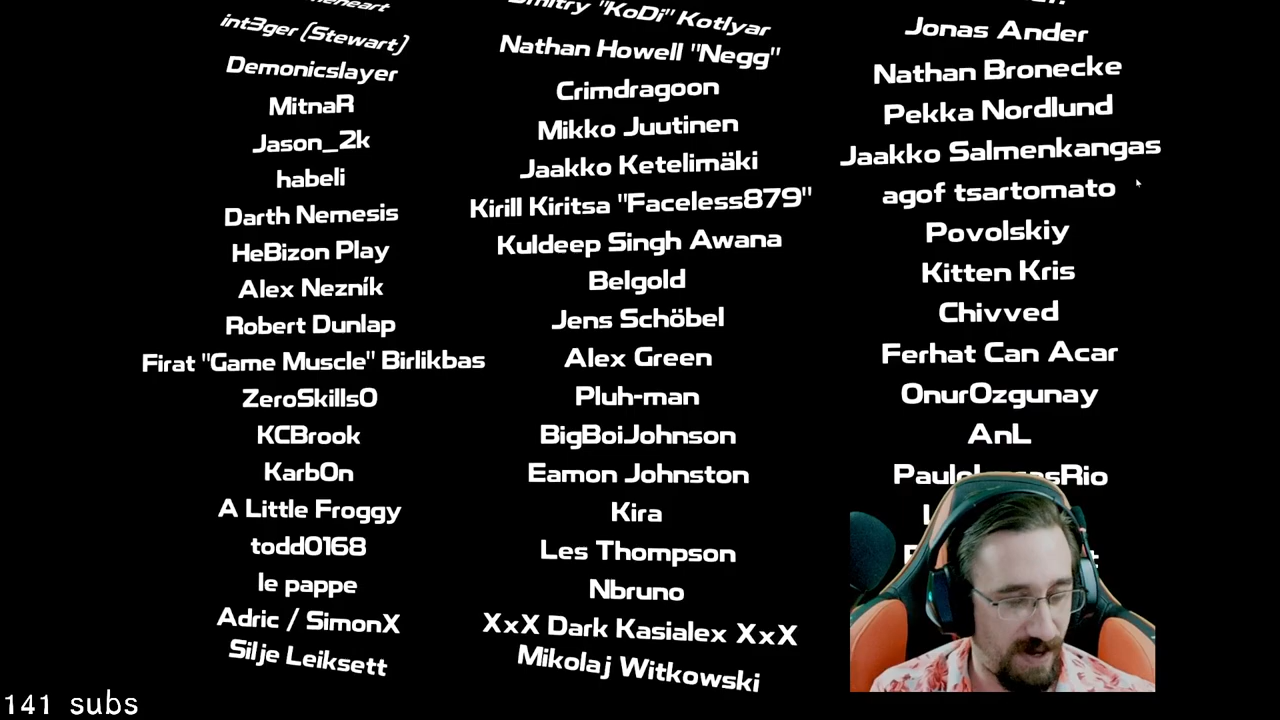 int3ger (Stewart)
Demonicslayer
MitnaR
Jason_2k
habeli
Darth Nemesis
HeBizon Play
Alex Nezník
Robert Dunlap
Firat "Game Muscle" Birlikbas
ZeroSkills0
KCBrook
Karb0n
A Little Froggy
todd0168
le pappe
Adric / SimonX
Silje Leiksett
Dmitry "KoDi" Kotlyar
Nathan Howell "Negg"
Crimdragoon
Mikko Juutinen
Jaakko Ketelimäki
Kirill Kiritsa "Faceless879"
Kuldeep Singh Awana
Belgold
Jens Schöbel
Alex Green
Pluh-man
BigBoiJohnson
Eamon Johnston
Kira
Les Thompson
Nbruno
XxX Dark Kasialex XxX
Mikolaj Witkowski
Jonas Ander
Nathan Bronecke
Pekka Nordlund
Jaakko Salmenkangas
agof tsartomato
Povolskiy
Kitten Kris
Chivved
Ferhat Can Acar
OnurOzgunay
AnL
141 subs